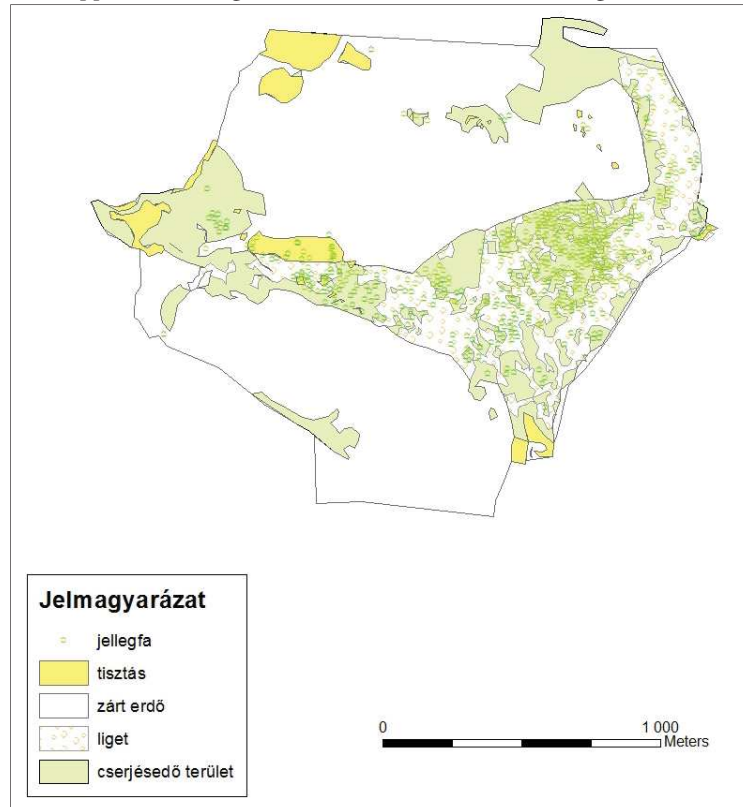 Jelmagyarázat
jellegfa
tisztás
zárt erdő
liget
cserjésedő terület
0 1 000
Meters